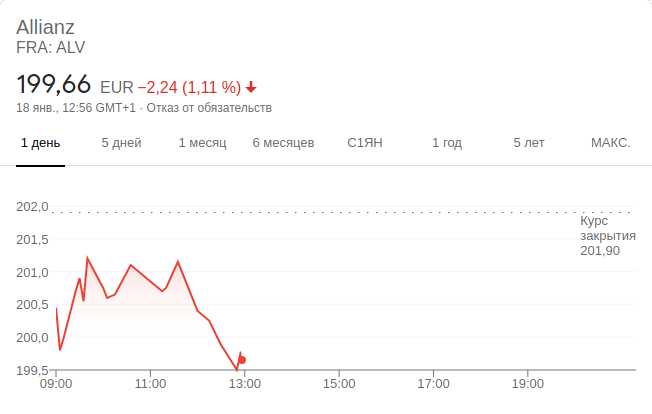 Allianz
FRA: ALV
199,66 EUR −2,24 (1,11 %)
18 янв., 12:56 GMT+1 · Отказ от обязательств
1 день 5 дней 1 месяц 6 месяцев С1ЯН 1 год 5 лет МАКС.
202,0
Курс
закрытия
201,90
201,5
201,0
200,5
200,0
199,5
09:00 11:00 13:00 15:00 17:00 19:00